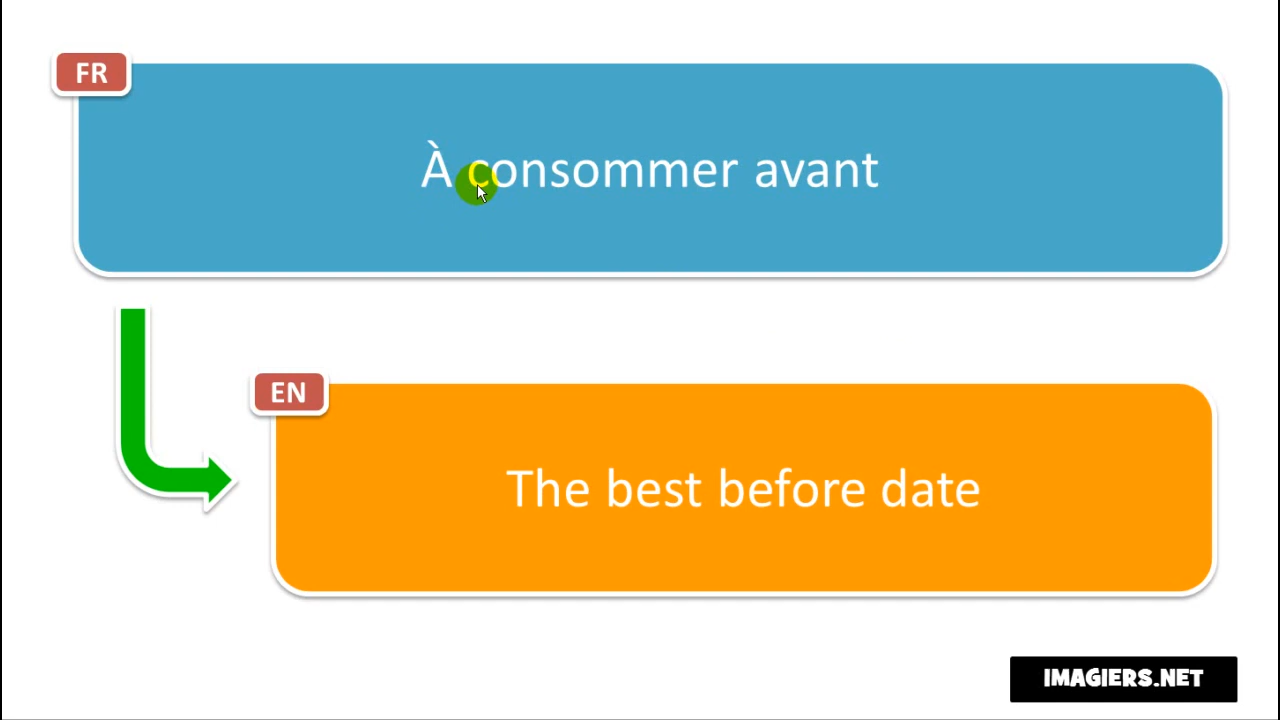 FR
À consommer avant
EN
The best before date
IMAGIERS.NET